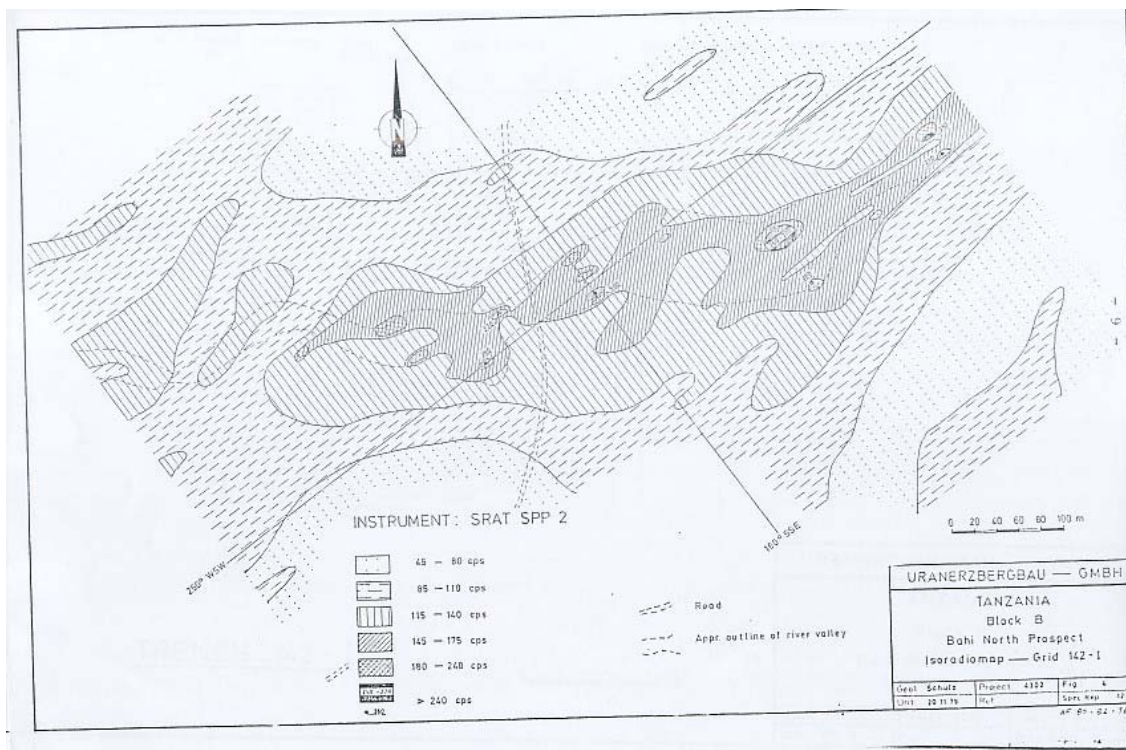 N
- 6 -
250° WSW
160° SSE
INSTRUMENT : SRAT SPP 2
45 — 80 cps
85 — 110 cps
115 — 140 cps
145 — 175 cps
180 — 240 cps
> 240 cps
Road
Appr. outline of river valley
0 20 40 60 80 100 m
URANERZBERGBAU — GMBH
TANZANIA
Block B
Bahi North Prospect
Isoradiomap — Grid 142-I
Geol. Schulz Project 4302 Fig. 4